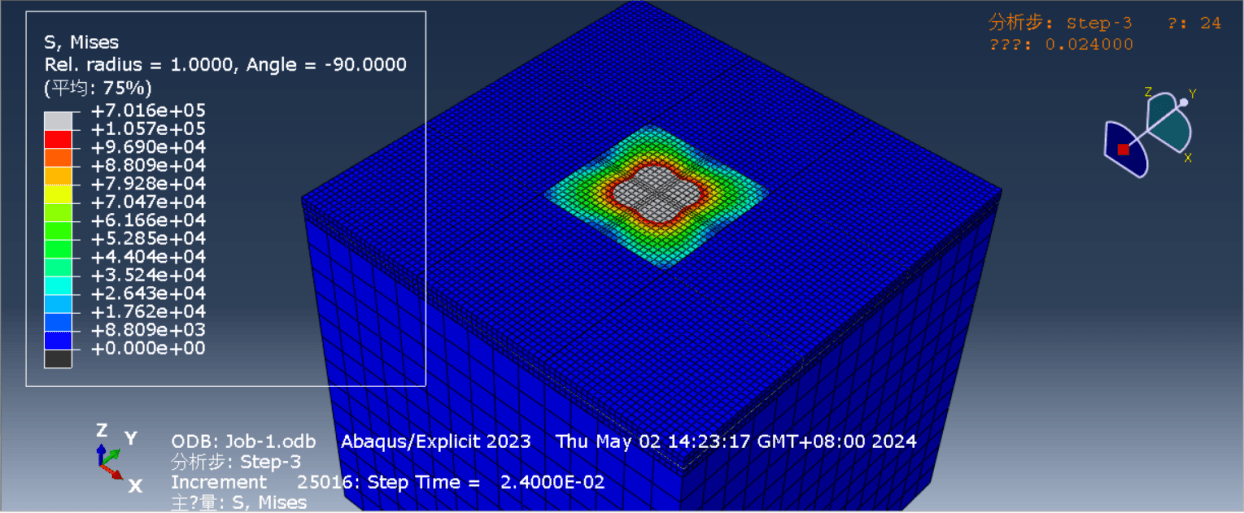 S, Mises
Rel. radius = 1.0000, Angle = -90.0000
(平均: 75%)
+7.016e+05
+1.057e+05
+9.690e+04
+8.809e+04
+7.928e+04
+7.047e+04
+6.166e+04
+5.285e+04
+4.404e+04
+3.524e+04
+2.643e+04
+1.762e+04
+8.809e+03
+0.000e+00
分析步: Step-3 ?: 24
???: 0.024000
Z
Y
X
Z
Y
X
ODB: Job-1.odb Abaqus/Explicit 2023 Thu May 02 14:23:17 GMT+08:00 2024
分析步: Step-3
Increment 25016: Step Time = 2.4000E-02
主?量: S, Mises